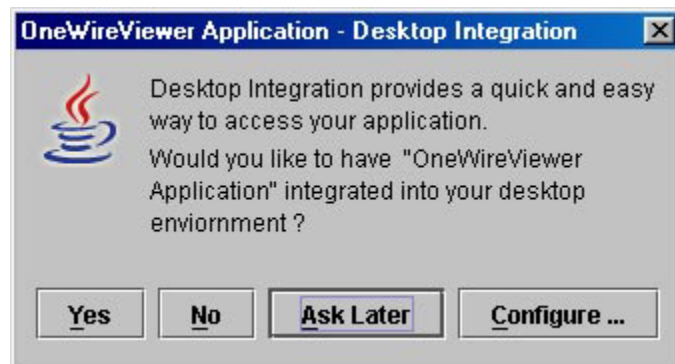 OneWireViewer Application - Desktop Integration
Desktop Integration provides a quick and easy
way to access your application.
Would you like to have "OneWireViewer
Application" integrated into your desktop
enviornment ?
Yes No Ask Later Configure ...